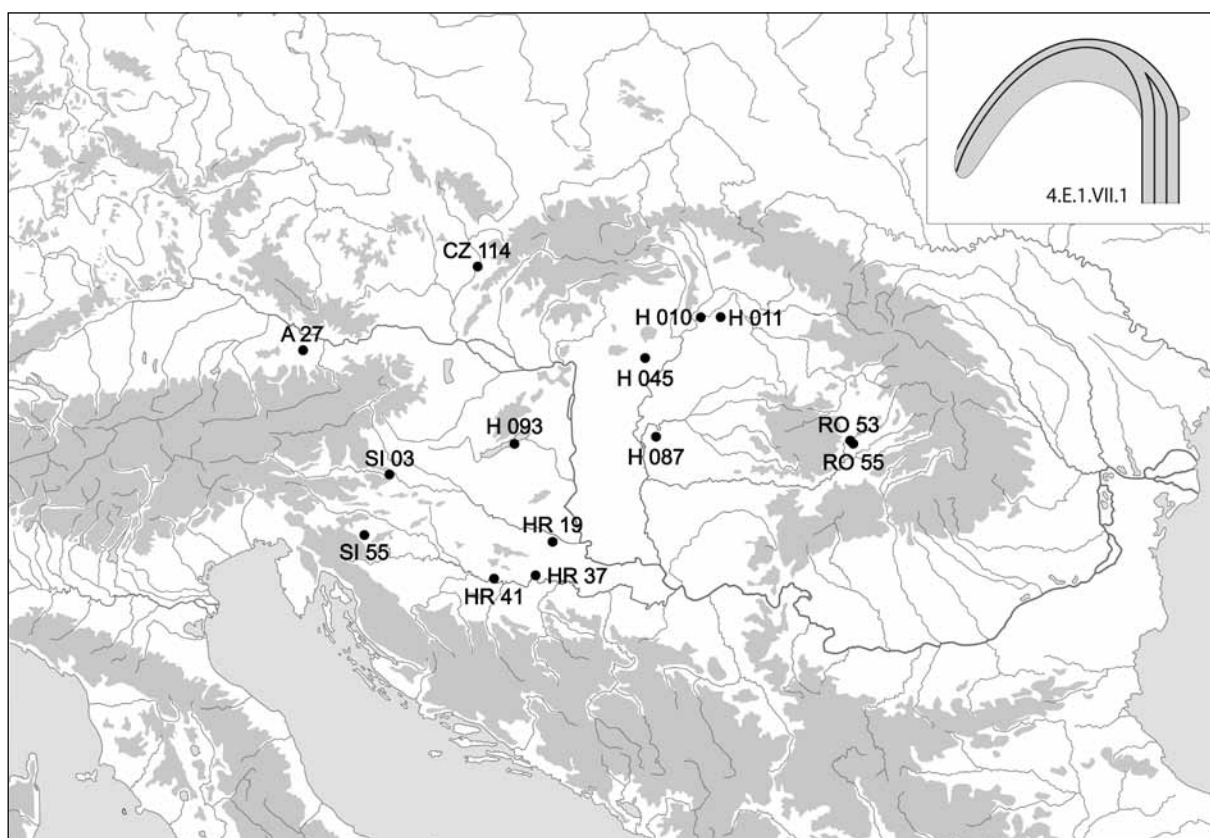 4.E.1.VII.1
CZ 114
A 27
H 010
H 011
H 045
H 093
H 087
RO 53
RO 55
SI 03
SI 55
HR 19
HR 37
HR 41